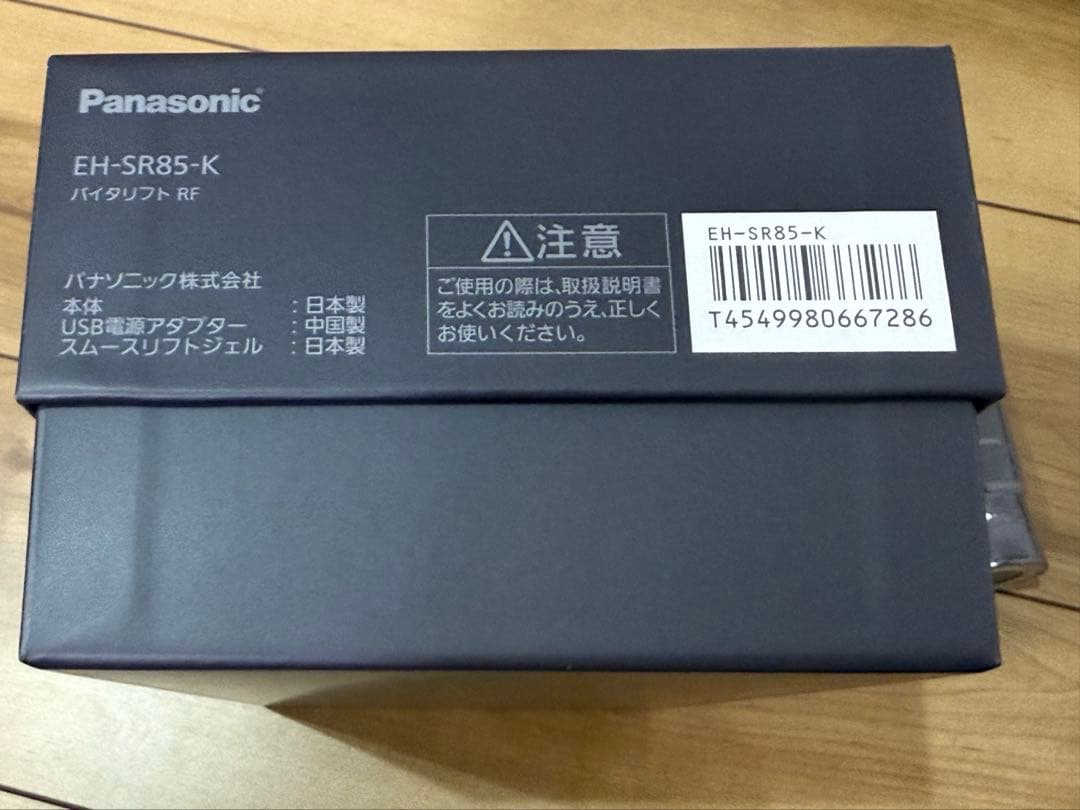 Panasonic
EH-SR85-K
バイタリフト RF
パナソニック株式会社
本体 : 日本製
USB電源アダプター : 中国製
スムースリフトジェル : 日本製
注意
ご使用の際は、取扱説明書
をよくお読みのうえ、正しく
お使いください。
EH-SR85-K
T4549980667286